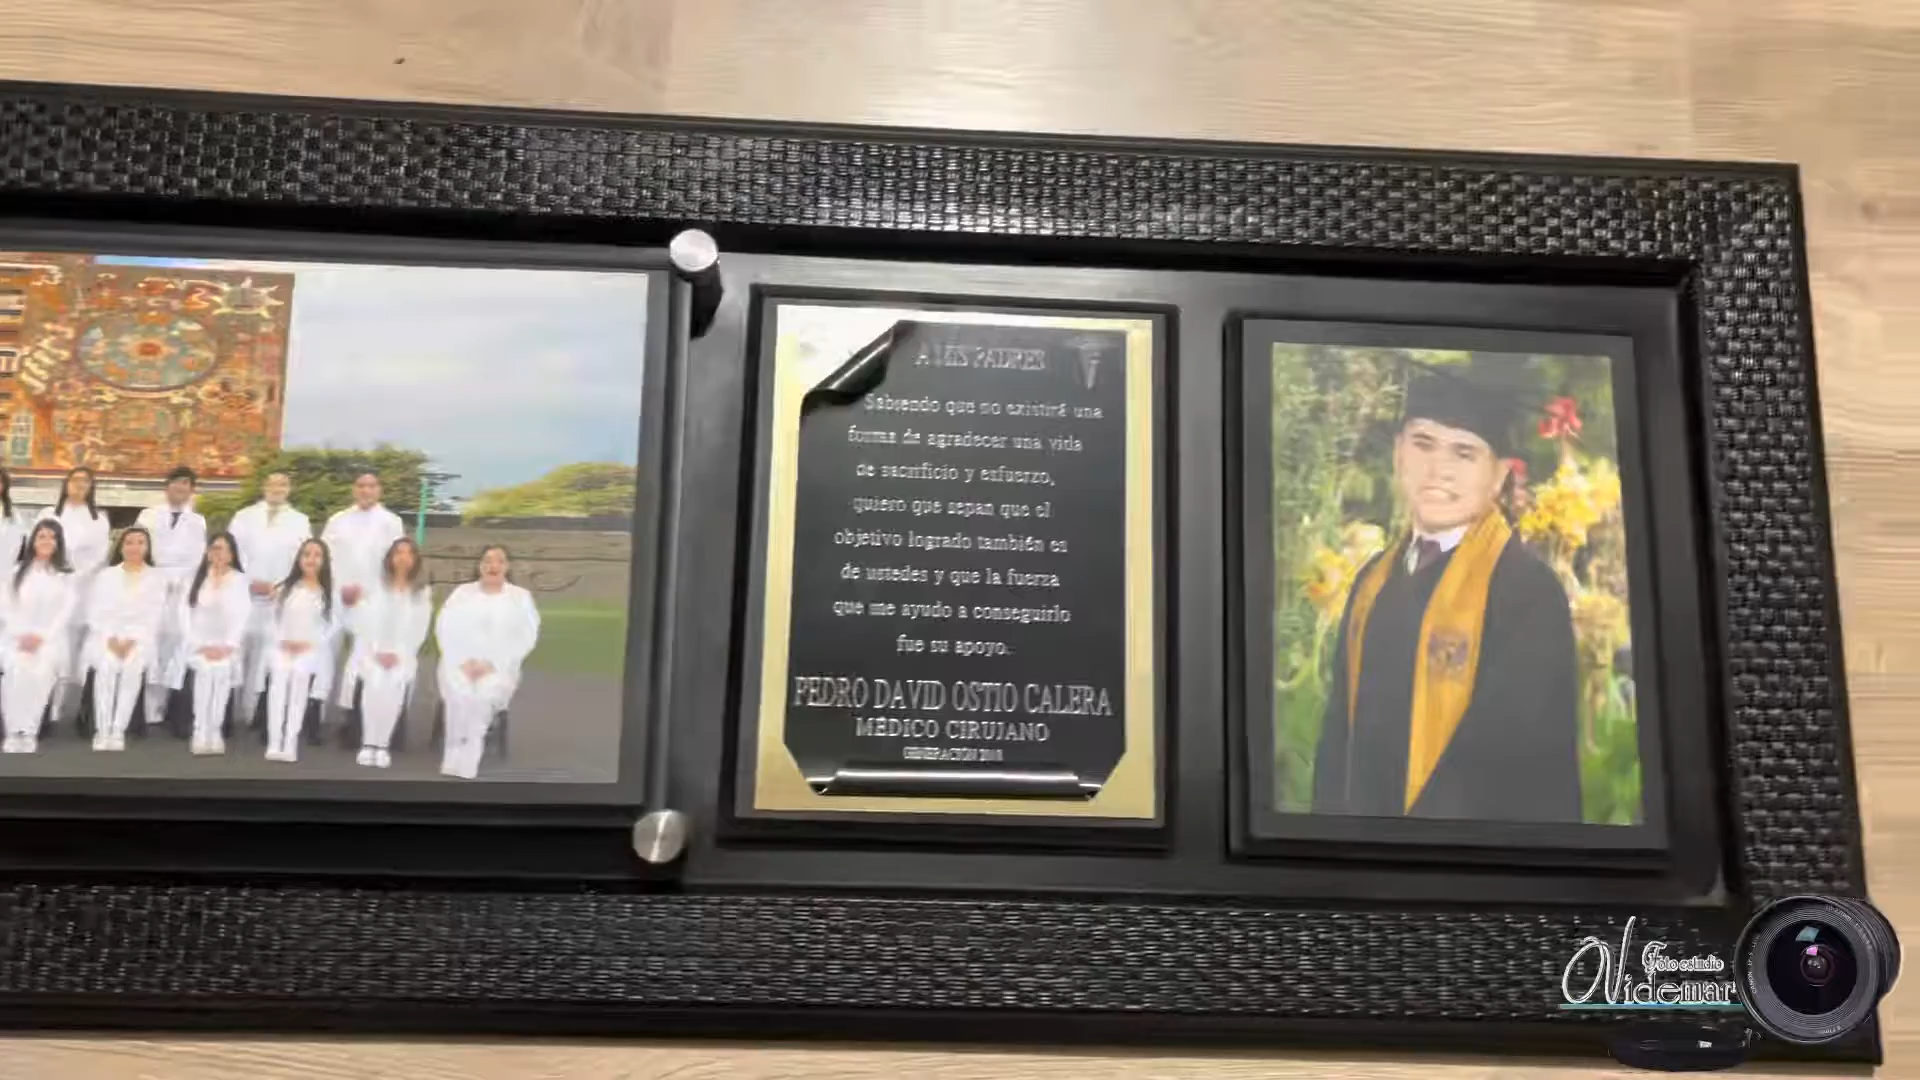 A MIS PADRES
Sabiendo que no existirá una
forma de agradecer una vida
de sacrificio y esfuerzo,
quiero que sepan que el
objetivo logrado también es
de ustedes y que la fuerza
que me ayudo a conseguirlo
fue su apoyo.
PEDRO DAVID OSTIO CALERA
MÉDICO CIRUJANO
GENERACIÓN
Foto estudio
Videmar